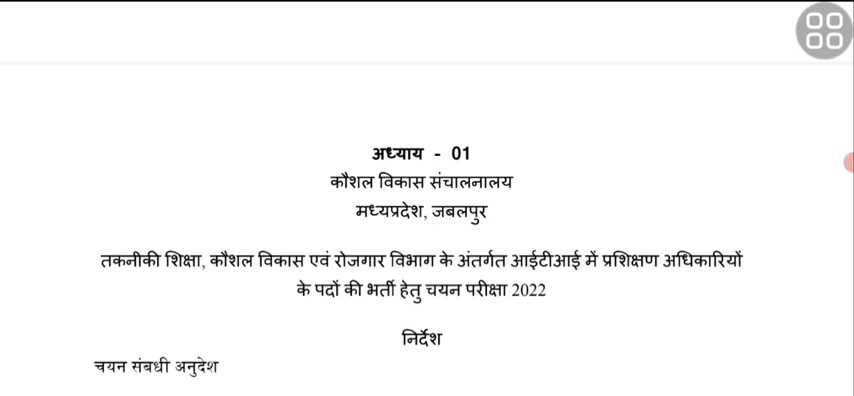 अध्याय - 01
कौशल विकास संचालनालय
मध्यप्रदेश, जबलपुर
तकनीकी शिक्षा, कौशल विकास एवं रोजगार विभाग के अंतर्गत आईटीआई में प्रशिक्षण अधिकारियों
के पदों की भर्ती हेतु चयन परीक्षा 2022
निर्देश
चयन संबधी अनुदेश